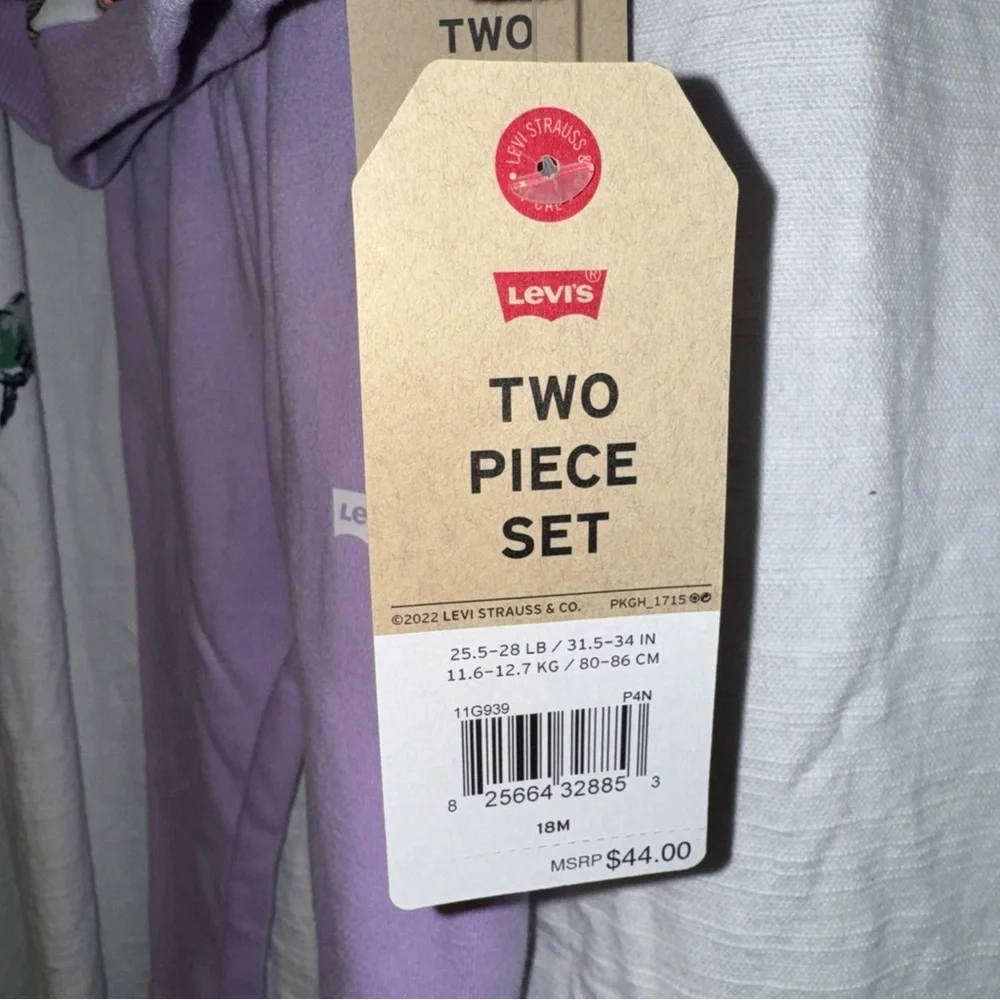 TWO
LEVI STRAUSS &
CAL
Levi's®
TWO
PIECE
SET
©2022 LEVI STRAUSS & CO. PKGH_1715
25.5–28 LB / 31.5–34 IN
11.6–12.7 KG / 80–86 CM
11G939 P4N
8 25664 32885 3
18M
MSRP $44.00
Le